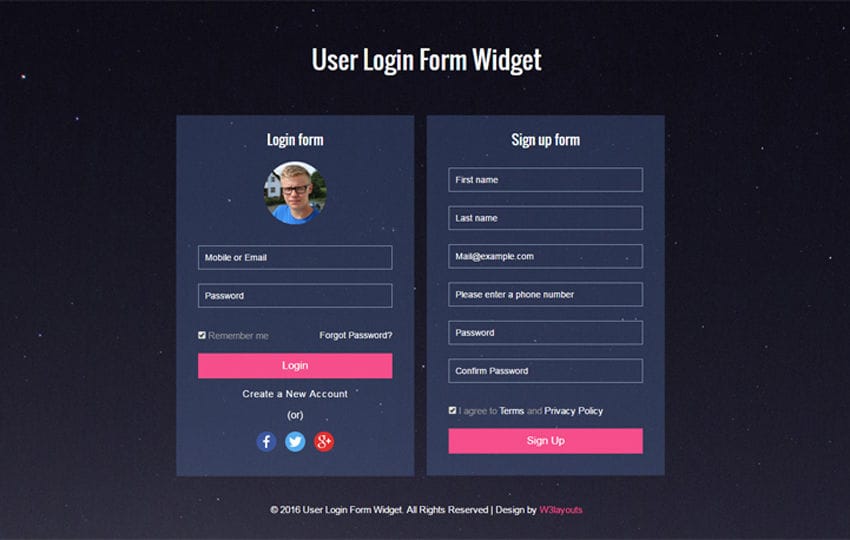 User Login Form Widget
Login form
Mobile or Email
Password
Remember me Forgot Password?
Login
Create a New Account
(or)
f g+
Sign up form
First name
Last name
Mail@example.com
Please enter a phone number
Password
Confirm Password
I agree to Terms and Privacy Policy
Sign Up
© 2016 User Login Form Widget. All Rights Reserved | Design by W3layouts